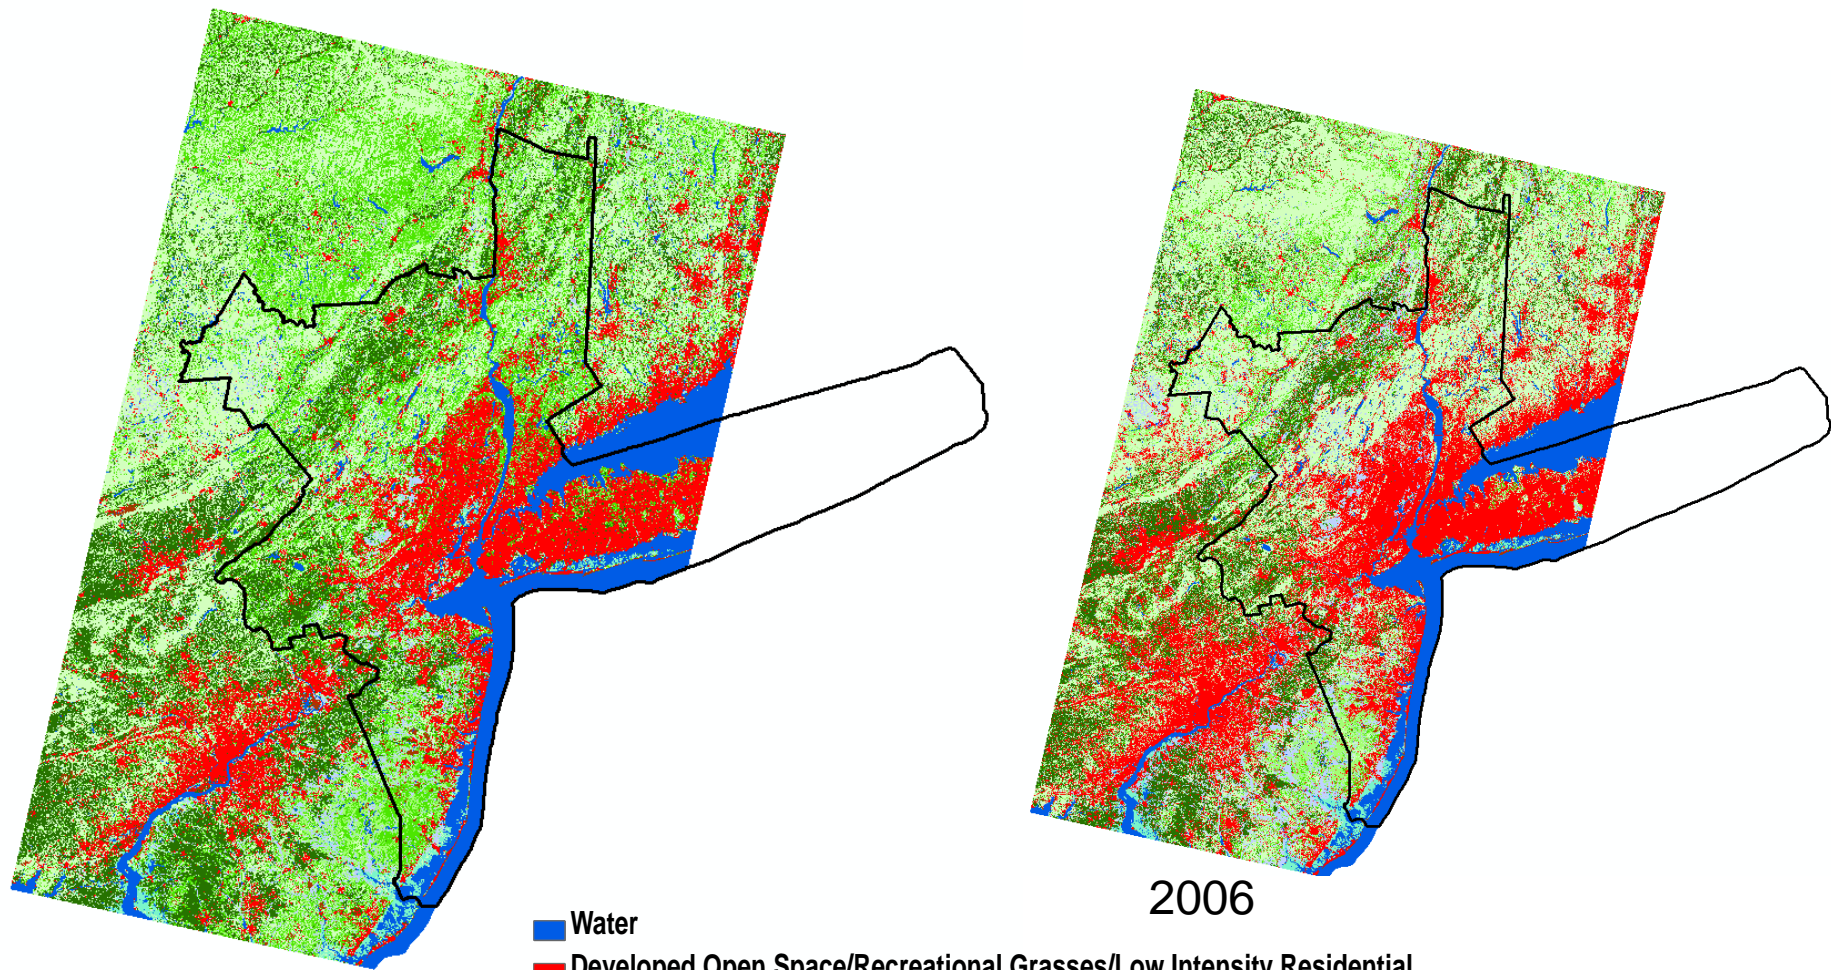 2006
Water
Developed Open Space/Recreational Grasses/Low Intensity Residential